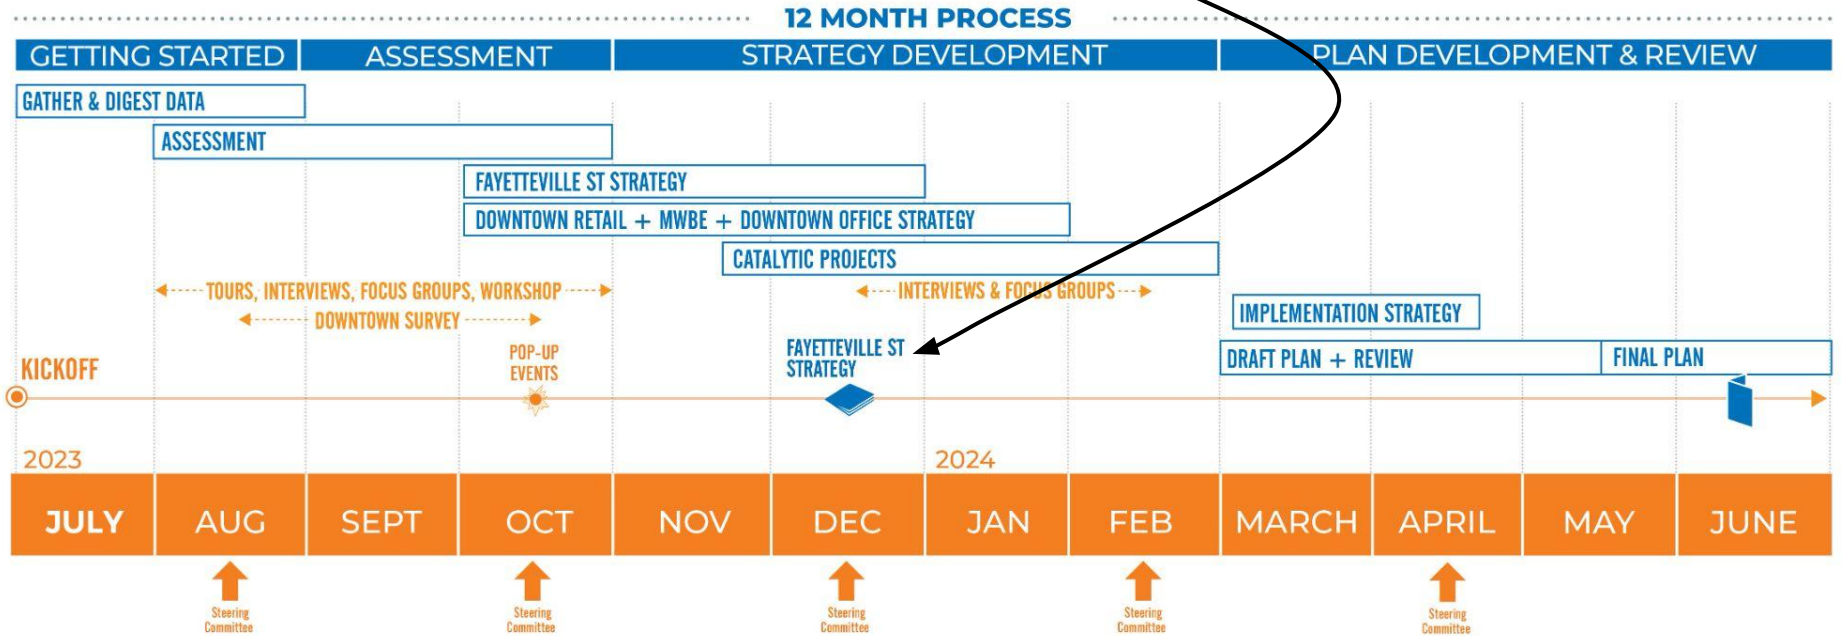 12 MONTH PROCESS
GETTING STARTED
ASSESSMENT
STRATEGY DEVELOPMENT
PLAN DEVELOPMENT & REVIEW
GATHER & DIGEST DATA
ASSESSMENT
FAYETTEVILLE ST STRATEGY
DOWNTOWN RETAIL + MWBE + DOWNTOWN OFFICE STRATEGY
CATALYTIC PROJECTS
TOURS, INTERVIEWS, FOCUS GROUPS, WORKSHOP
INTERVIEWS & FOCUS GROUPS
DOWNTOWN SURVEY
IMPLEMENTATION STRATEGY
KICKOFF
POP-UP
EVENTS
FAYETTEVILLE ST
STRATEGY
DRAFT PLAN + REVIEW
FINAL PLAN
2023
2024
JULY
AUG
SEPT
OCT
NOV
DEC
JAN
FEB
MARCH
APRIL
MAY
JUNE
Steering
Committee
Steering
Committee
Steering
Committee
Steering
Committee
Steering
Committee